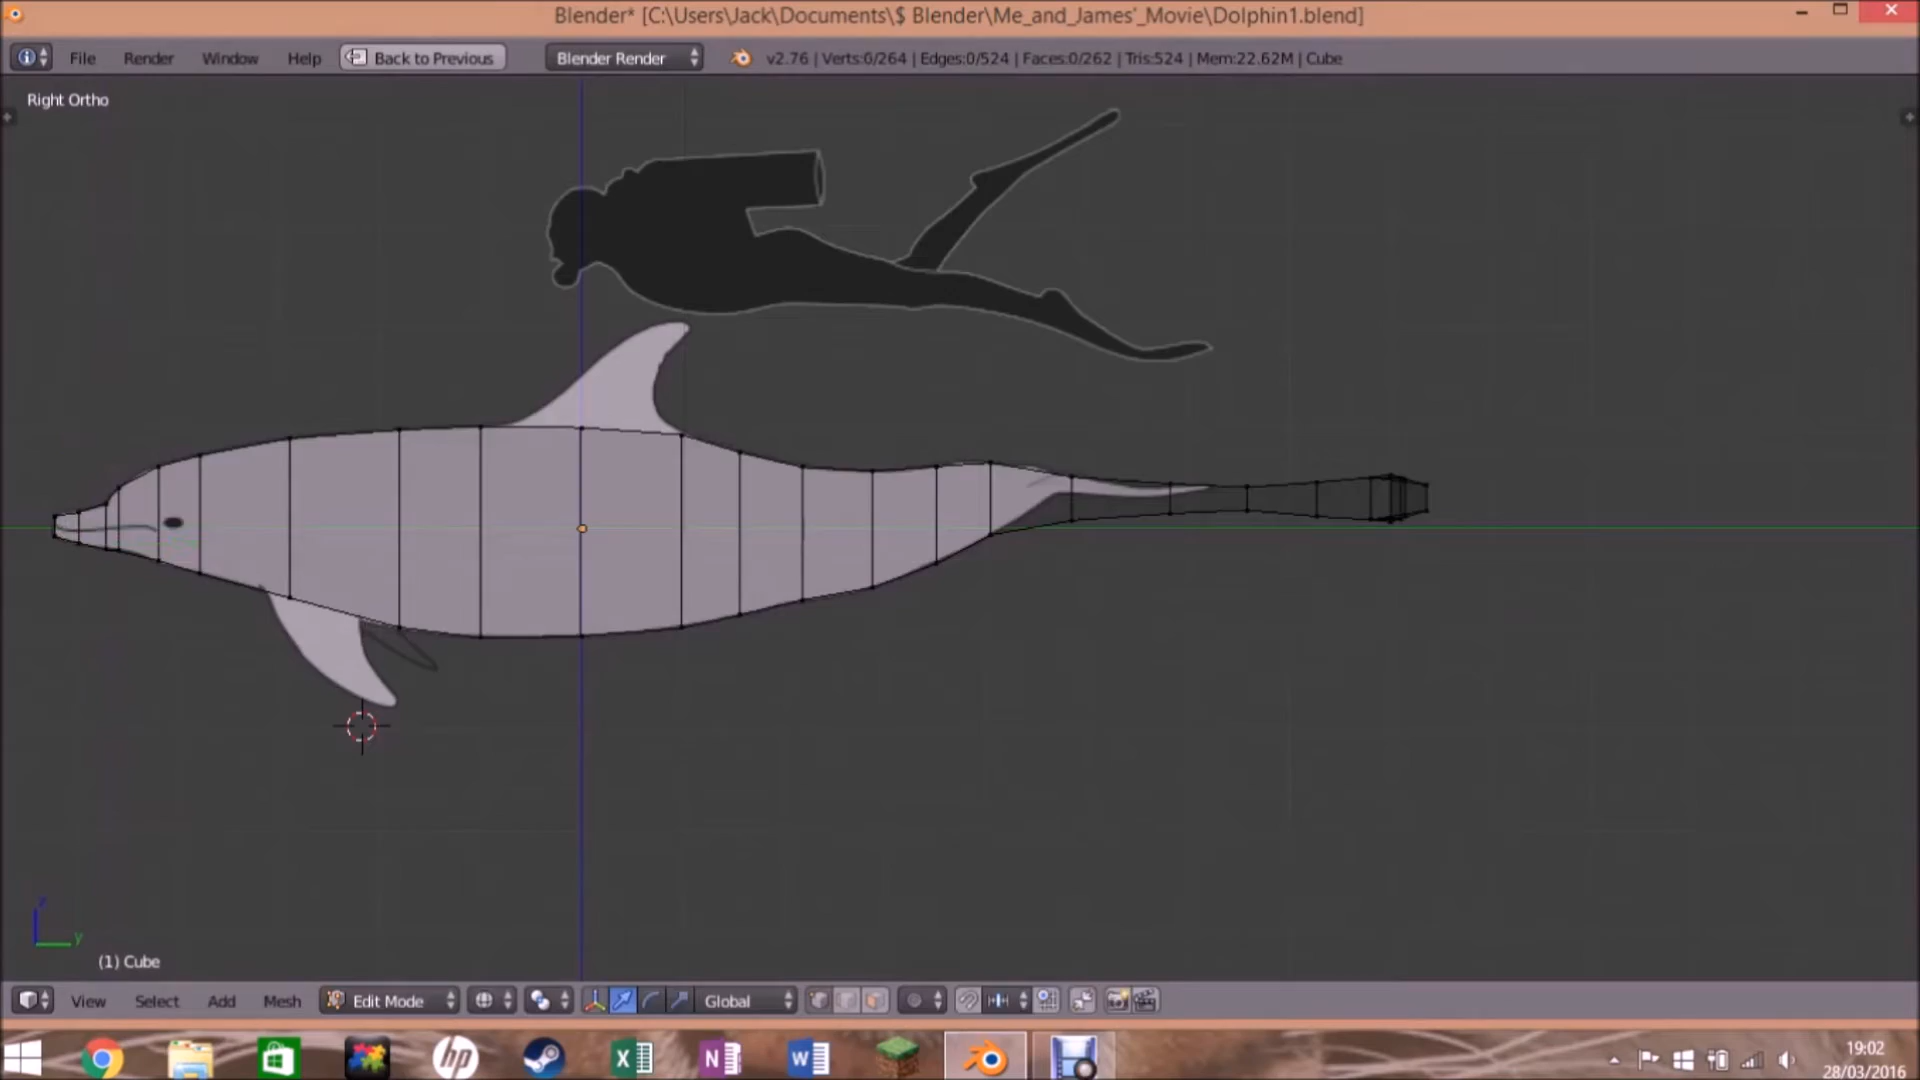 Blender* [C:\Users\Jack\Documents\$ Blender\Me_and_James'_Movie\Dolphin1.blend]
File Render Window Help Back to Previous Blender Render v2.76 | Verts:0/264 | Edges:0/524 | Faces:0/262 | Tris:524 | Mem:22.62M | Cube
Right Ortho
z
y
(1) Cube
View Select Add Mesh Edit Mode Global
hp X N W
19:02
28/03/2016